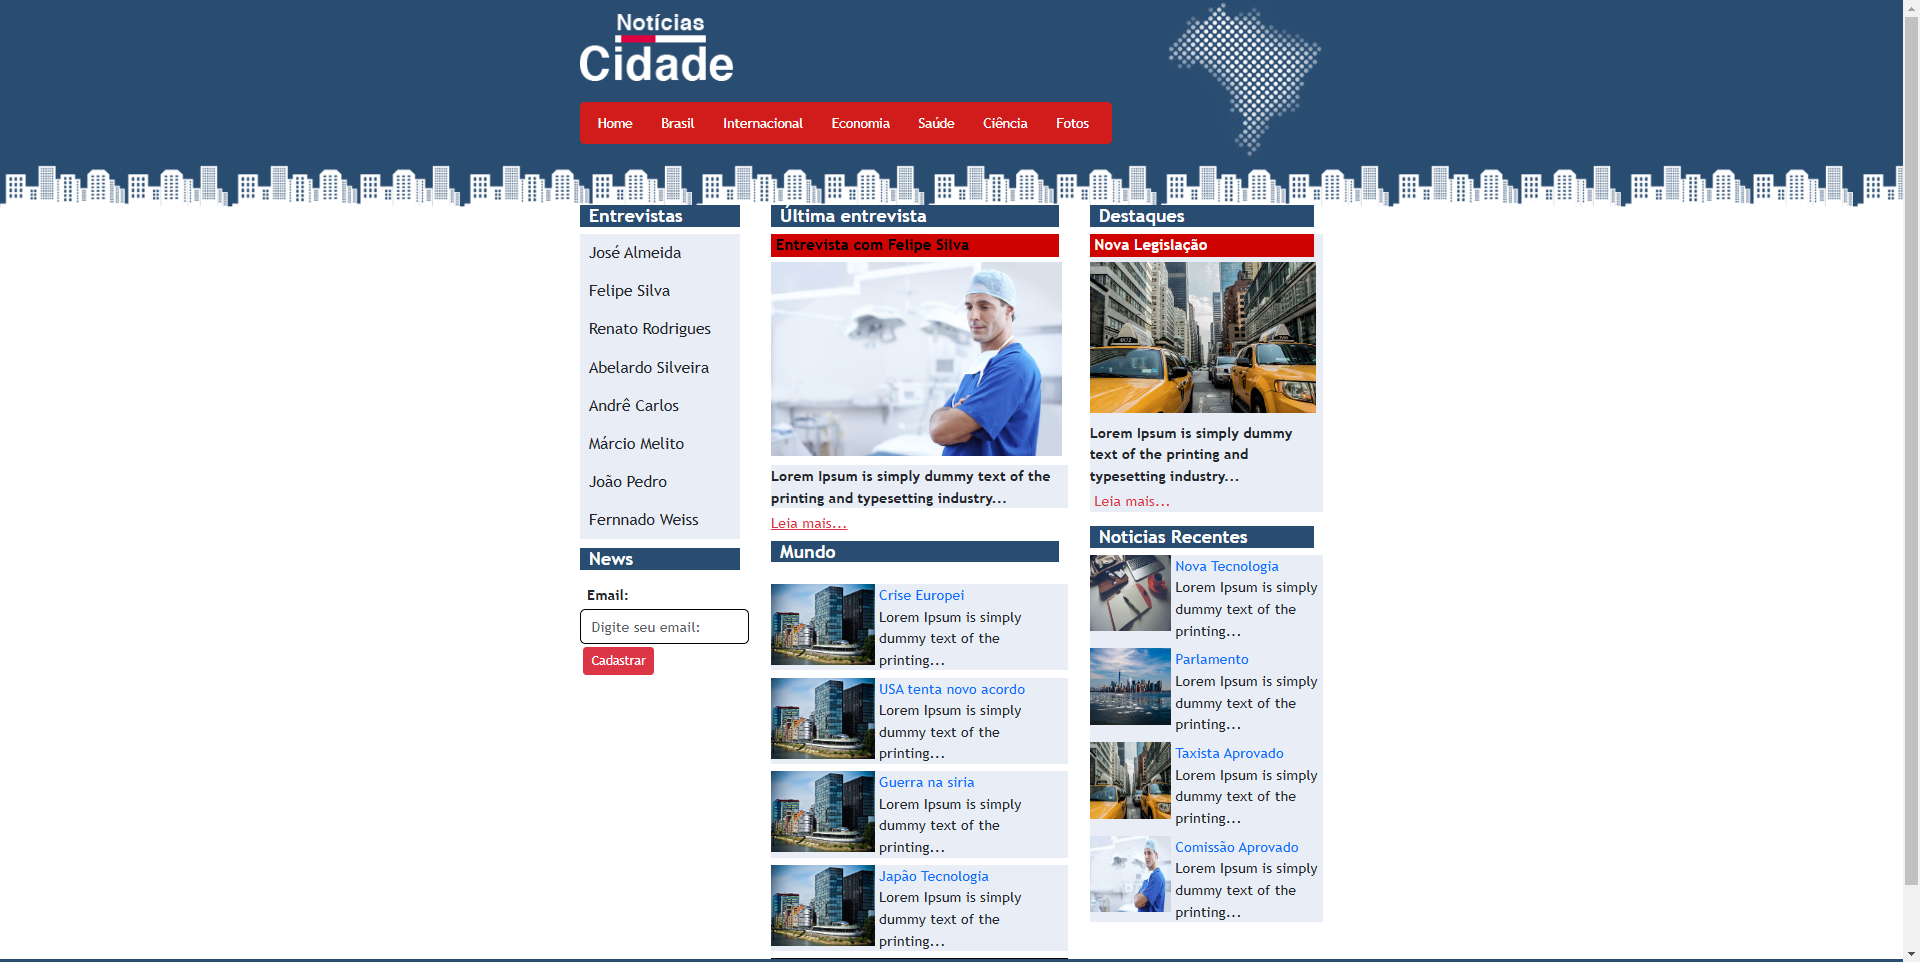 Notícias
Cidade
Home
Brasil
Internacional
Economia
Saúde
Ciência
Fotos
Entrevistas
José Almeida
Felipe Silva
Renato Rodrigues
Abelardo Silveira
Andrê Carlos
Márcio Melito
João Pedro
Fernnado Weiss
News
Email:
Digite seu email:
Cadastrar
Última entrevista
Entrevista com Felipe Silva
Lorem Ipsum is simply dummy text of the
printing and typesetting industry...
Leia mais...
Mundo
Crise Europei
Lorem Ipsum is simply
dummy text of the
printing...
USA tenta novo acordo
Lorem Ipsum is simply
dummy text of the
printing...
Guerra na siria
Lorem Ipsum is simply
dummy text of the
printing...
Japão Tecnologia
Lorem Ipsum is simply
dummy text of the
printing...
Destaques
Nova Legislação
Lorem Ipsum is simply dummy
text of the printing and
typesetting industry...
Leia mais...
Noticias Recentes
Nova Tecnologia
Lorem Ipsum is simply
dummy text of the
printing...
Parlamento
Lorem Ipsum is simply
dummy text of the
printing...
Taxista Aprovado
Lorem Ipsum is simply
dummy text of the
printing...
Comissão Aprovado
Lorem Ipsum is simply
dummy text of the
printing...